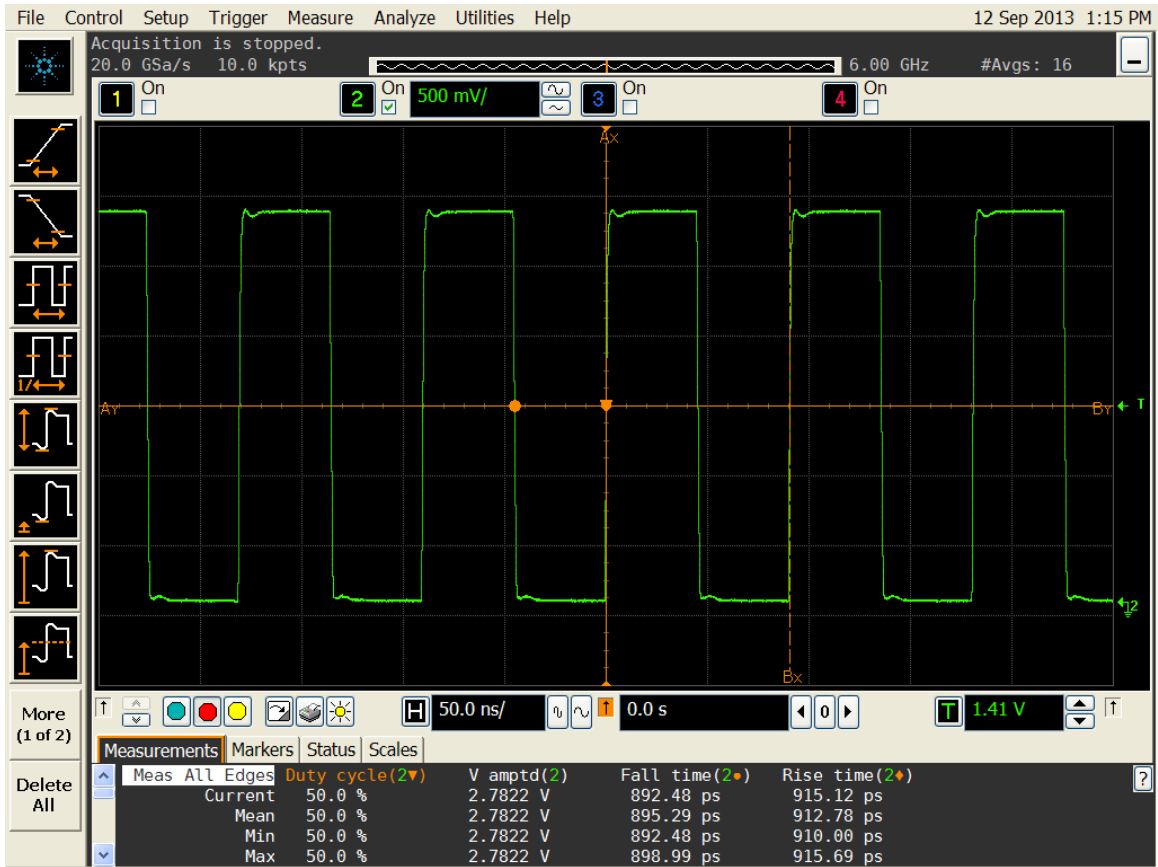 File Control Setup Trigger Measure Analyze Utilities Help 12 Sep 2013 1:15 PM
Acquisition is stopped.
20.0 GSa/s 10.0 kpts 6.00 GHz #Avgs: 16
1 On 2 On 500 mV/ 3 On 4 On
Ax
1/
AY BY T
2
Bx
More
(1 of 2)
Delete
All
H 50.0 ns/ 0.0 s 0 T 1.41 V
Measurements Markers Status Scales
Meas All Edges Duty cycle(2▼) V amptd(2) Fall time(2●) Rise time(2♦) ?
Current 50.0 % 2.7822 V 892.48 ps 915.12 ps
Mean 50.0 % 2.7822 V 895.29 ps 912.78 ps
Min 50.0 % 2.7822 V 892.48 ps 910.00 ps
Max 50.0 % 2.7822 V 898.99 ps 915.69 ps